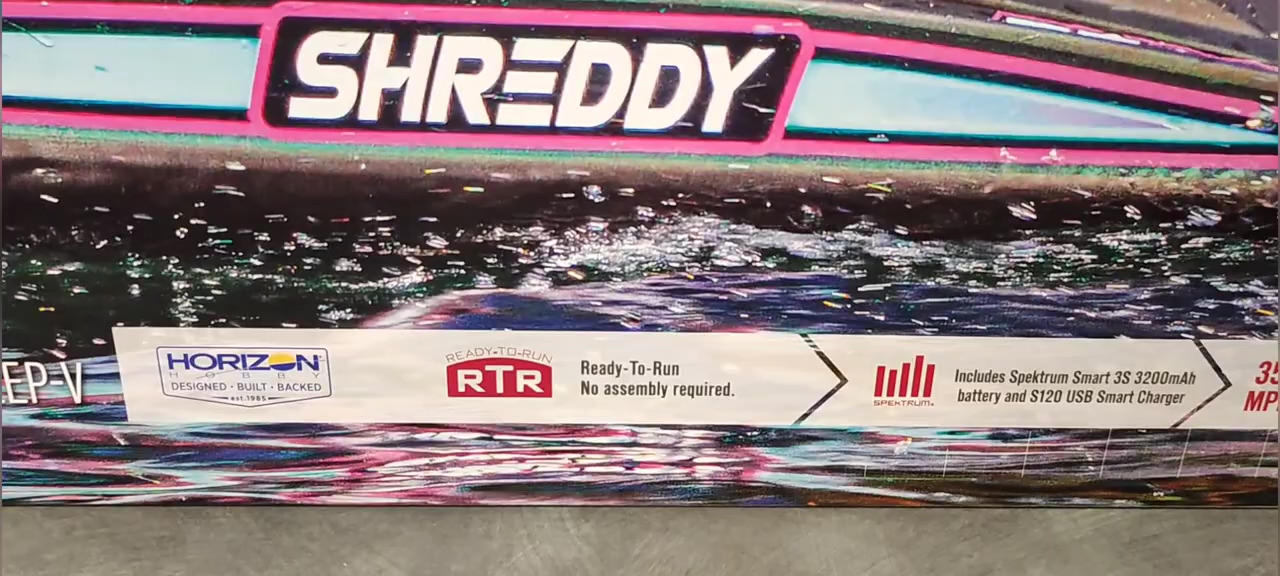 SHREDDY
EP-V
HORIZON
HOBBY
DESIGNED · BUILT · BACKED
est.1985
READY-TO-RUN
RTR
Ready-To-Run
No assembly required.
SPEKTRUM
Includes Spektrum Smart 3S 3200mAh
battery and S120 USB Smart Charger
35
MP